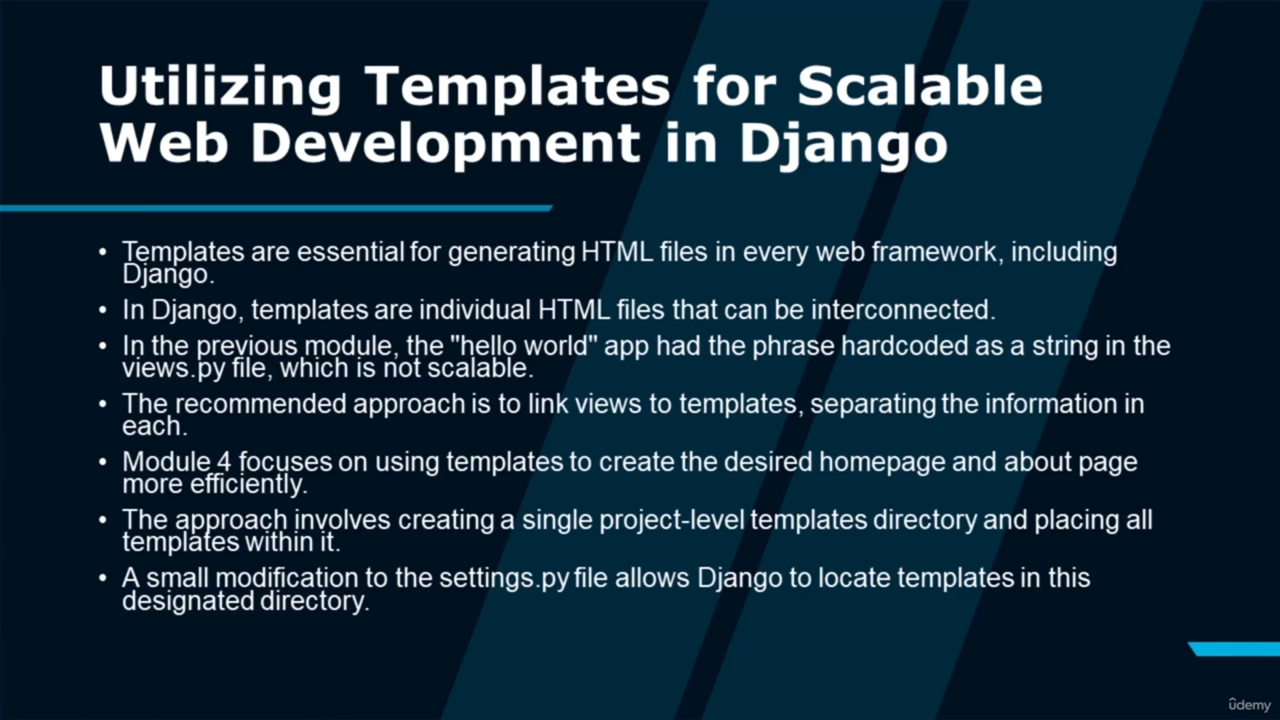 Utilizing Templates for Scalable
Web Development in Django
• Templates are essential for generating HTML files in every web framework, including
Django.
• In Django, templates are individual HTML files that can be interconnected.
• In the previous module, the "hello world" app had the phrase hardcoded as a string in the
views.py file, which is not scalable.
• The recommended approach is to link views to templates, separating the information in
each.
• Module 4 focuses on using templates to create the desired homepage and about page
more efficiently.
• The approach involves creating a single project-level templates directory and placing all
templates within it.
• A small modification to the settings.py file allows Django to locate templates in this
designated directory.
udemy